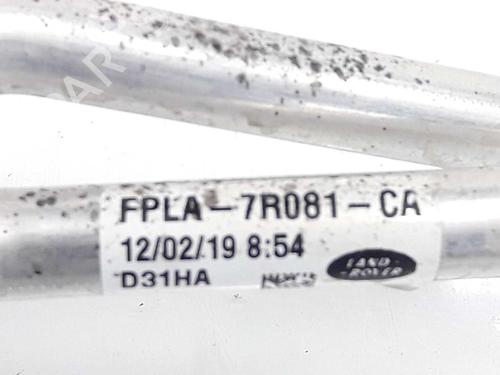 FPLA-7R081-CA
12/02/19 8:54
D31HA
LAND-
-ROVER